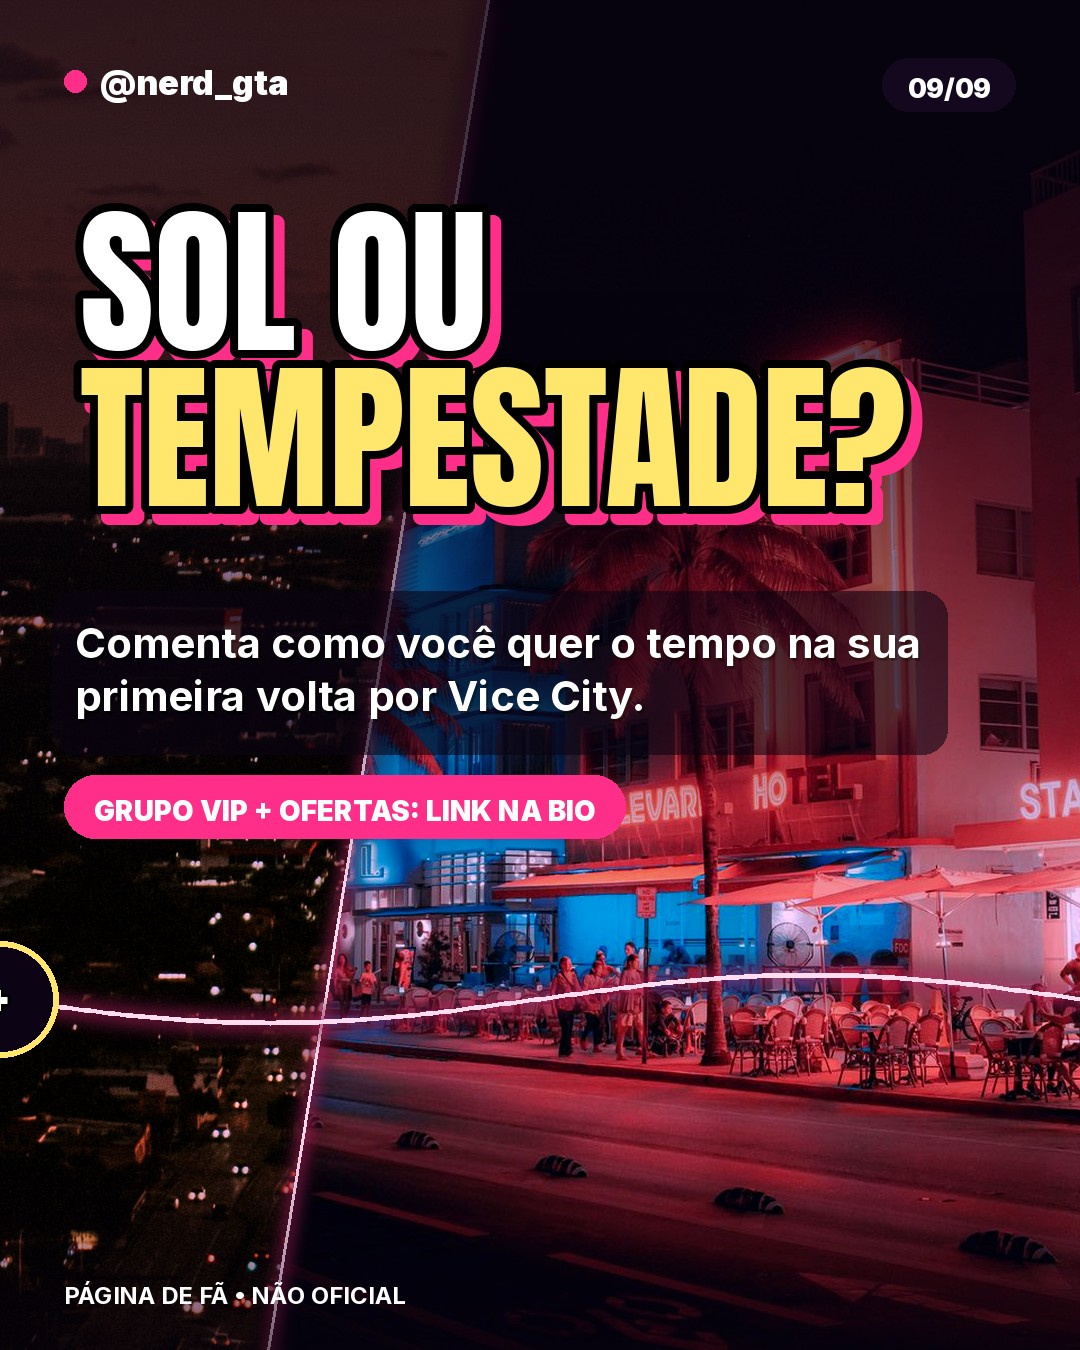 @nerd_gta
09/09
SOL OU
TEMPESTADE?
Comenta como você quer o tempo na sua
primeira volta por Vice City.
GRUPO VIP + OFERTAS: LINK NA BIO
HOTEL
PÁGINA DE FÃ • NÃO OFICIAL